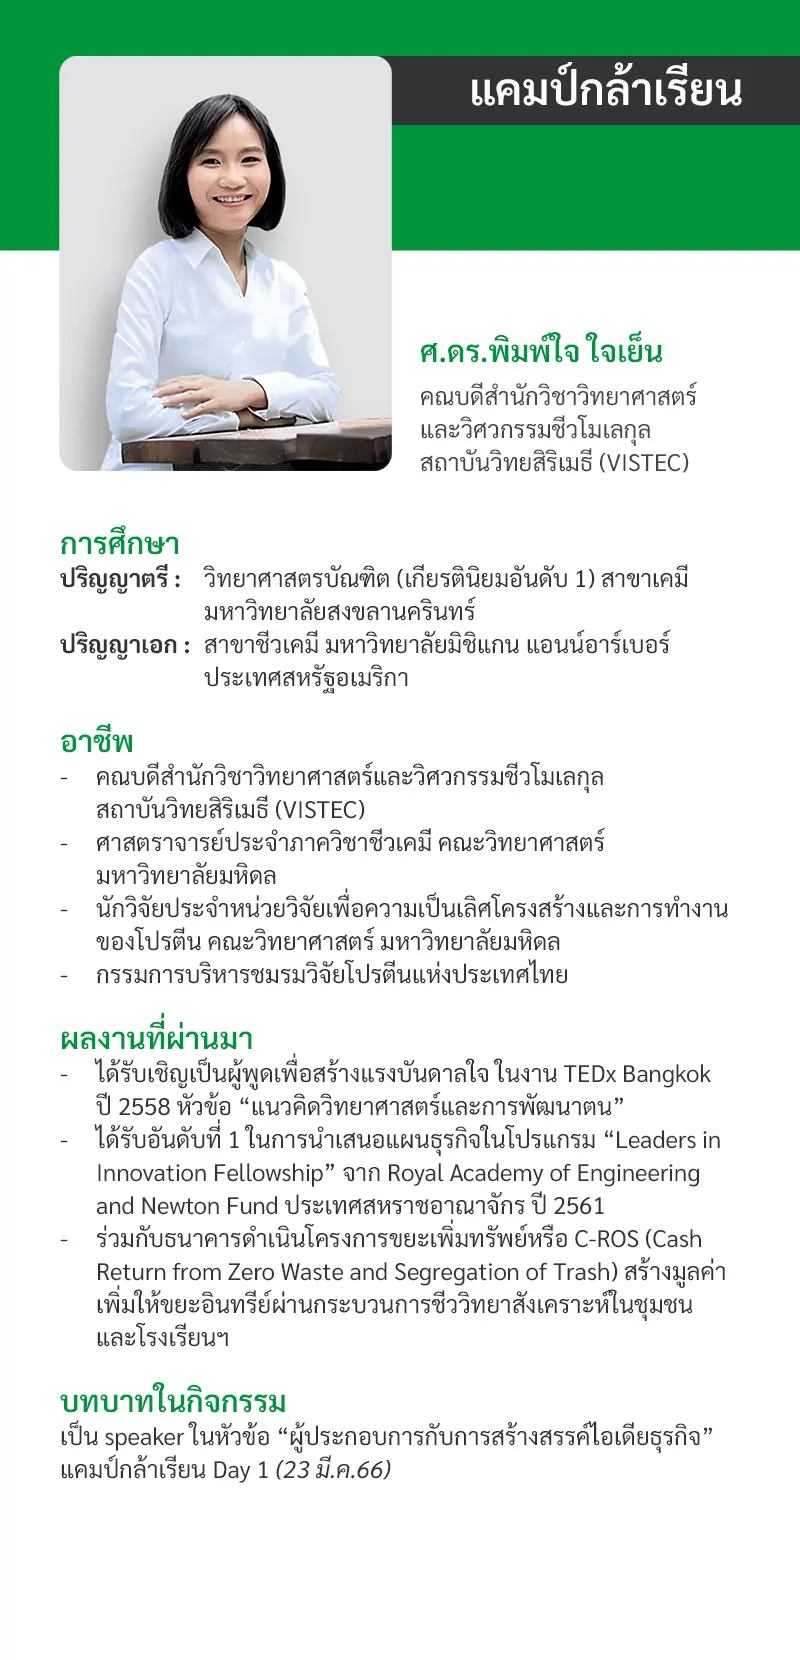 แคมป์กล้าเรียน
ศ.ดร.พิมพ์ใจ ใจเย็น
คณบดีสำนักวิชาวิทยาศาสตร์
และวิศวกรรมชีวโมเลกุล
สถาบันวิทยสิริเมธี (VISTEC)
การศึกษา
ปริญญาตรี : วิทยาศาสตรบัณฑิต (เกียรตินิยมอันดับ 1) สาขาเคมี
มหาวิทยาลัยสงขลานครินทร์
ปริญญาเอก : สาขาชีวเคมี มหาวิทยาลัยมิชิแกน แอนน์อาร์เบอร์
ประเทศสหรัฐอเมริกา
อาชีพ
- คณบดีสำนักวิชาวิทยาศาสตร์และวิศวกรรมชีวโมเลกุล
สถาบันวิทยสิริเมธี (VISTEC)
- ศาสตราจารย์ประจำภาควิชาชีวเคมี คณะวิทยาศาสตร์
มหาวิทยาลัยมหิดล
- นักวิจัยประจำหน่วยวิจัยเพื่อความเป็นเลิศโครงสร้างและการทำงาน
ของโปรตีน คณะวิทยาศาสตร์ มหาวิทยาลัยมหิดล
- กรรมการบริหารชมรมวิจัยโปรตีนแห่งประเทศไทย
ผลงานที่ผ่านมา
- ได้รับเชิญเป็นผู้พูดเพื่อสร้างแรงบันดาลใจ ในงาน TEDx Bangkok
ปี 2558 หัวข้อ “แนวคิดวิทยาศาสตร์และการพัฒนาตน”
- ได้รับอันดับที่ 1 ในการนำเสนอแผนธุรกิจในโปรแกรม “Leaders in
Innovation Fellowship” จาก Royal Academy of Engineering
and Newton Fund ประเทศสหราชอาณาจักร ปี 2561
- ร่วมกับธนาคารดำเนินโครงการขยะเพิ่มทรัพย์หรือ C-ROS (Cash
Return from Zero Waste and Segregation of Trash) สร้างมูลค่า
เพิ่มให้ขยะอินทรีย์ผ่านกระบวนการชีววิทยาสังเคราะห์ในชุมชน
และโรงเรียนฯ
บทบาทในกิจกรรม
เป็น speaker ในหัวข้อ “ผู้ประกอบการกับการสร้างสรรค์ไอเดียธุรกิจ”
แคมป์กล้าเรียน Day 1 (23 มี.ค.66)